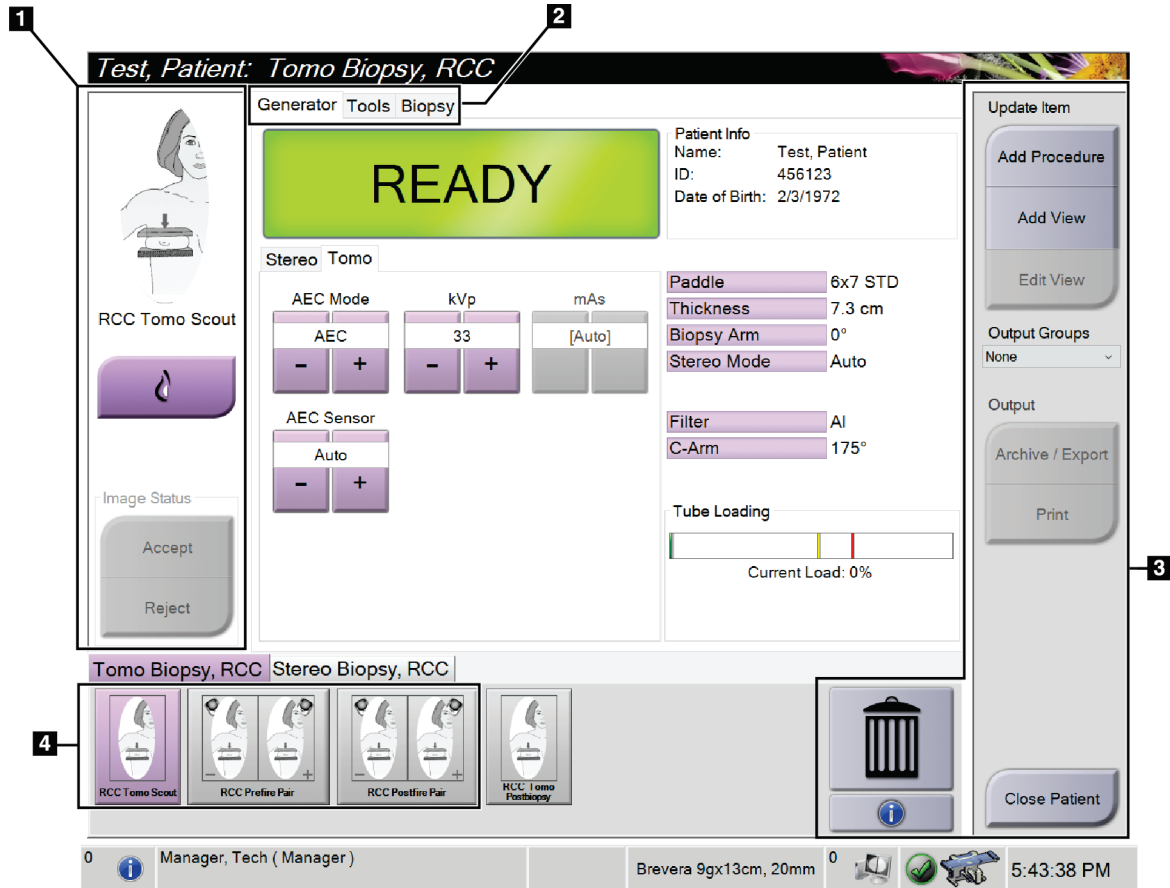 1
2
Test, Patient: Tomo Biopsy, RCC
Generator Tools Biopsy
Update Item
READY
Patient Info
Name: Test, Patient
ID: 456123
Date of Birth: 2/3/1972
Add Procedure
Add View
Edit View
RCC Tomo Scout
Stereo Tomo
AEC Mode kVp mAs
AEC 33 [Auto]
- + - +
AEC Sensor
Auto
- +
Paddle 6x7 STD
Thickness 7.3 cm
Biopsy Arm 0°
Stereo Mode Auto
Filter Al
C-Arm 175°
Output Groups
None
Output
Archive / Export
Print
Image Status
Accept
Reject
Tube Loading
Current Load: 0%
3
Tomo Biopsy, RCC Stereo Biopsy, RCC
4
- + - +
RCC Tomo Scout RCC Prefire Pair RCC Postfire Pair RCC Tomo
Postbiopsy
i
Close Patient
0 i Manager, Tech ( Manager ) Brevera 9gx13cm, 20mm 0 5:43:38 PM